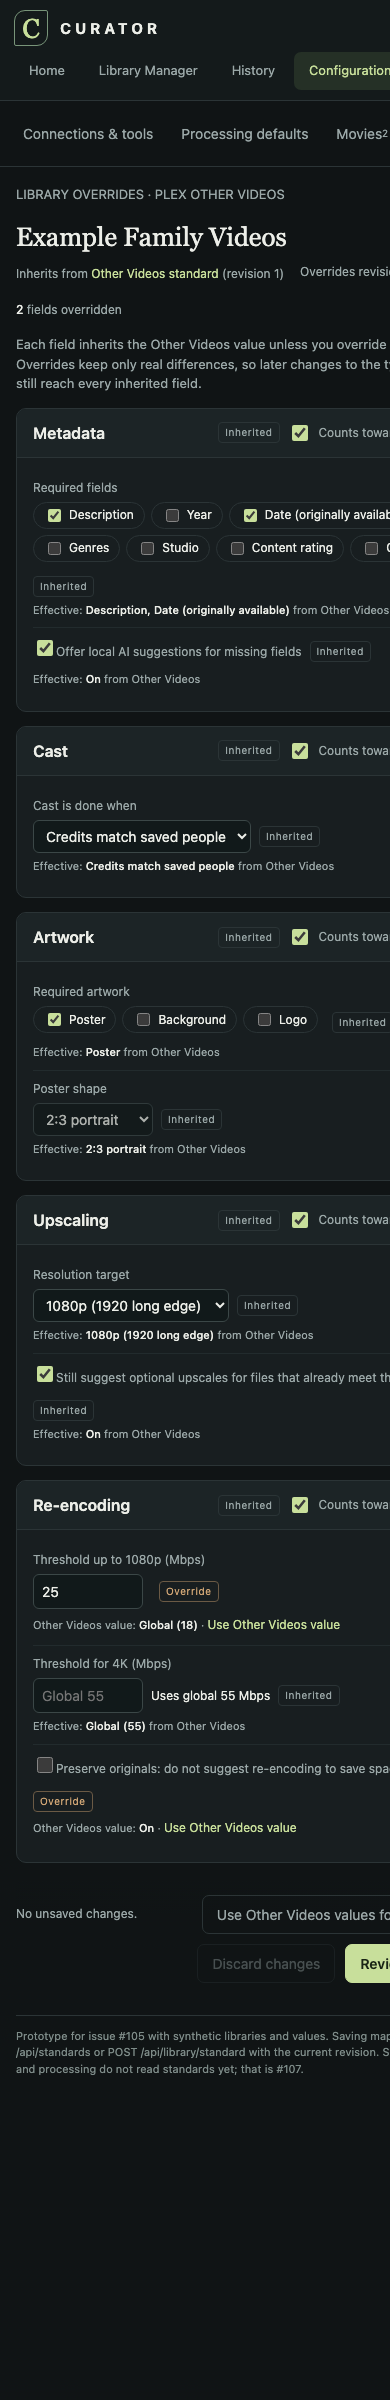 C CURATOR
Home Library Manager History Configuration
Connections & tools Processing defaults Movies 2
LIBRARY OVERRIDES · PLEX OTHER VIDEOS
Example Family Videos
Inherits from Other Videos standard (revision 1) Overrides revisi
2 fields overridden
Each field inherits the Other Videos value unless you override
Overrides keep only real differences, so later changes to the t
still reach every inherited field.
Metadata Inherited Counts towa
Required fields
Description Year Date (originally availab
Genres Studio Content rating
Inherited
Effective: Description, Date (originally available) from Other Videos
Offer local AI suggestions for missing fields Inherited
Effective: On from Other Videos
Cast Inherited Counts towa
Cast is done when
Credits match saved people Inherited
Effective: Credits match saved people from Other Videos
Artwork Inherited Counts towa
Required artwork
Poster Background Logo Inherited
Effective: Poster from Other Videos
Poster shape
2:3 portrait Inherited
Effective: 2:3 portrait from Other Videos
Upscaling Inherited Counts towa
Resolution target
1080p (1920 long edge) Inherited
Effective: 1080p (1920 long edge) from Other Videos
Still suggest optional upscales for files that already meet th
Inherited
Effective: On from Other Videos
Re-encoding Inherited Counts towa
Threshold up to 1080p (Mbps)
25 Override
Other Videos value: Global (18) · Use Other Videos value
Threshold for 4K (Mbps)
Global 55 Uses global 55 Mbps Inherited
Effective: Global (55) from Other Videos
Preserve originals: do not suggest re-encoding to save spa
Override
Other Videos value: On · Use Other Videos value
No unsaved changes. Use Other Videos values fo
Discard changes Revi
Prototype for issue #105 with synthetic libraries and values. Saving map
/api/standards or POST /api/library/standard with the current revision. S
and processing do not read standards yet; that is #107.